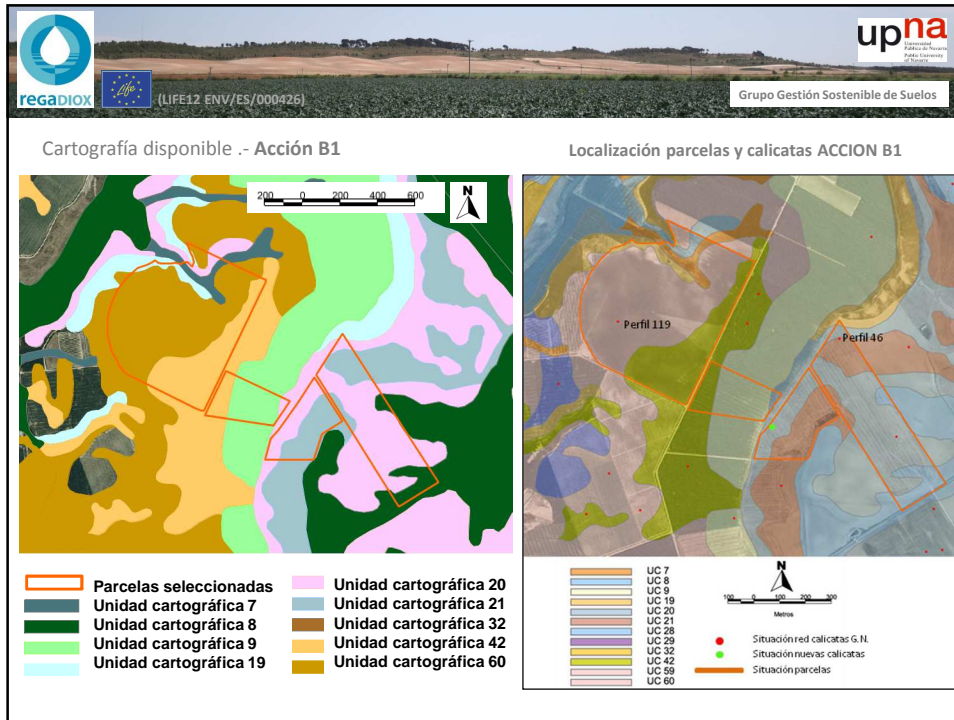 regaDIOX
Life
(LIFE12 ENV/ES/000426)
upna
Universidad
Pública de Navarra
Public University
of Navarre
Grupo Gestión Sostenible de Suelos
Cartografía disponible .- Acción B1
Localización parcelas y calicatas ACCION B1
200 0 200 400 600
N
Parcelas seleccionadas
Unidad cartográfica 7
Unidad cartográfica 8
Unidad cartográfica 9
Unidad cartográfica 19
Unidad cartográfica 20
Unidad cartográfica 21
Unidad cartográfica 32
Unidad cartográfica 42
Unidad cartográfica 60
Perfil 119
Perfil 46
UC 7
UC 8
UC 9
UC 19
UC 20
UC 21
UC 28
UC 29
UC 32
UC 42
UC 59
UC 60
N
100 0 100 200 300
Metros
Situación red calicatas G.N.
Situación nuevas calicatas
Situación parcelas